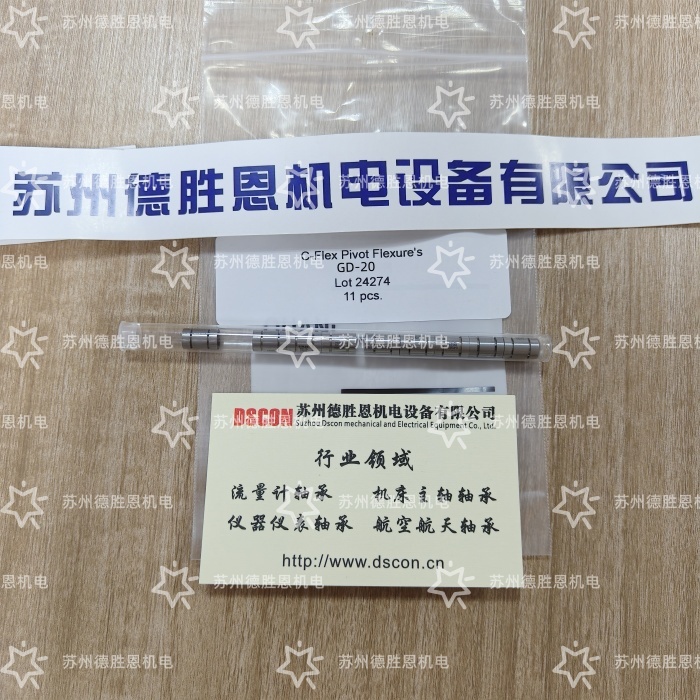 苏州德胜恩机电设备有限公司
C-Flex Pivot Flexure's
GD-20
Lot 24274
11 pcs.
DSCON 苏州德胜恩机电设备有限公司
Suzhou Dscon mechanical and Electrical Equipment Co., Ltd.
行业领域
流量计轴承 机床主轴轴承
仪器仪表轴承 航空航天轴承
http://www.dscon.cn
苏州德胜恩机电